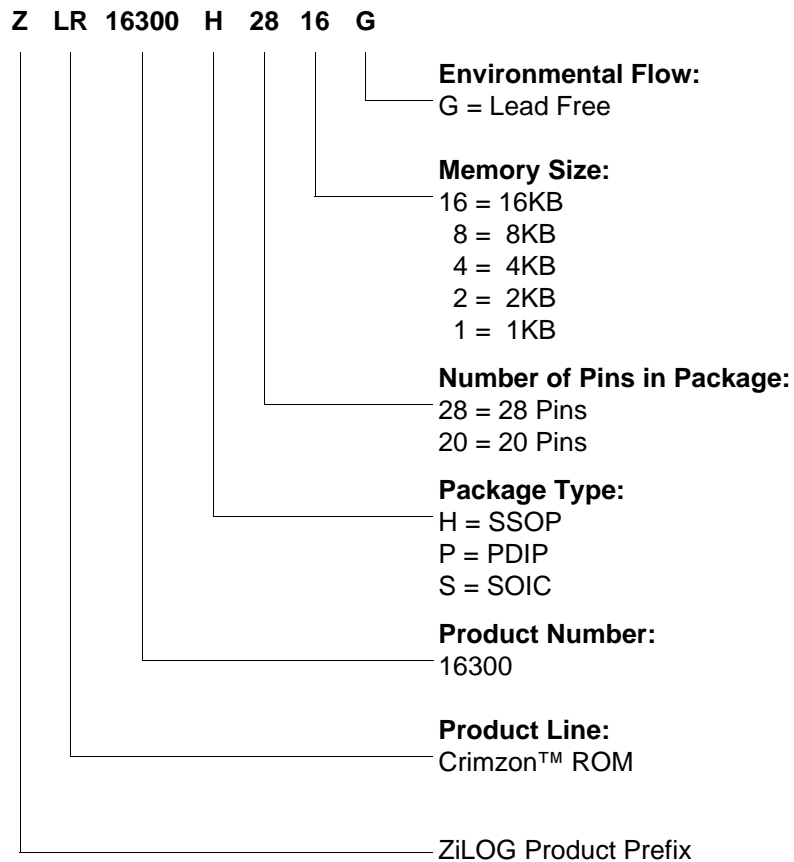 Z LR 16300 H 28 16 G
Environmental Flow:
G = Lead Free
Memory Size:
16 = 16KB
8 = 8KB
4 = 4KB
2 = 2KB
1 = 1KB
Number of Pins in Package:
28 = 28 Pins
20 = 20 Pins
Package Type:
H = SSOP
P = PDIP
S = SOIC
Product Number:
16300
Product Line:
Crimzon™ ROM
ZiLOG Product Prefix